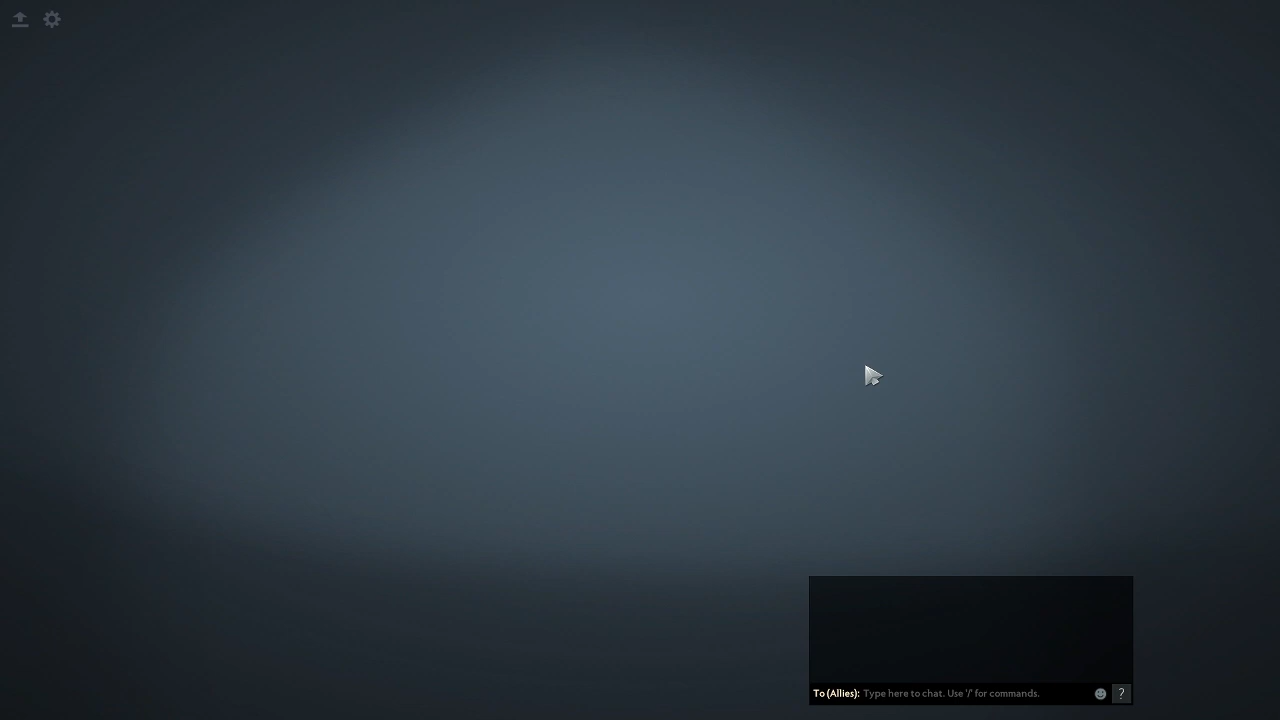 To (Allies): Type here to chat. Use '/' for commands. ?